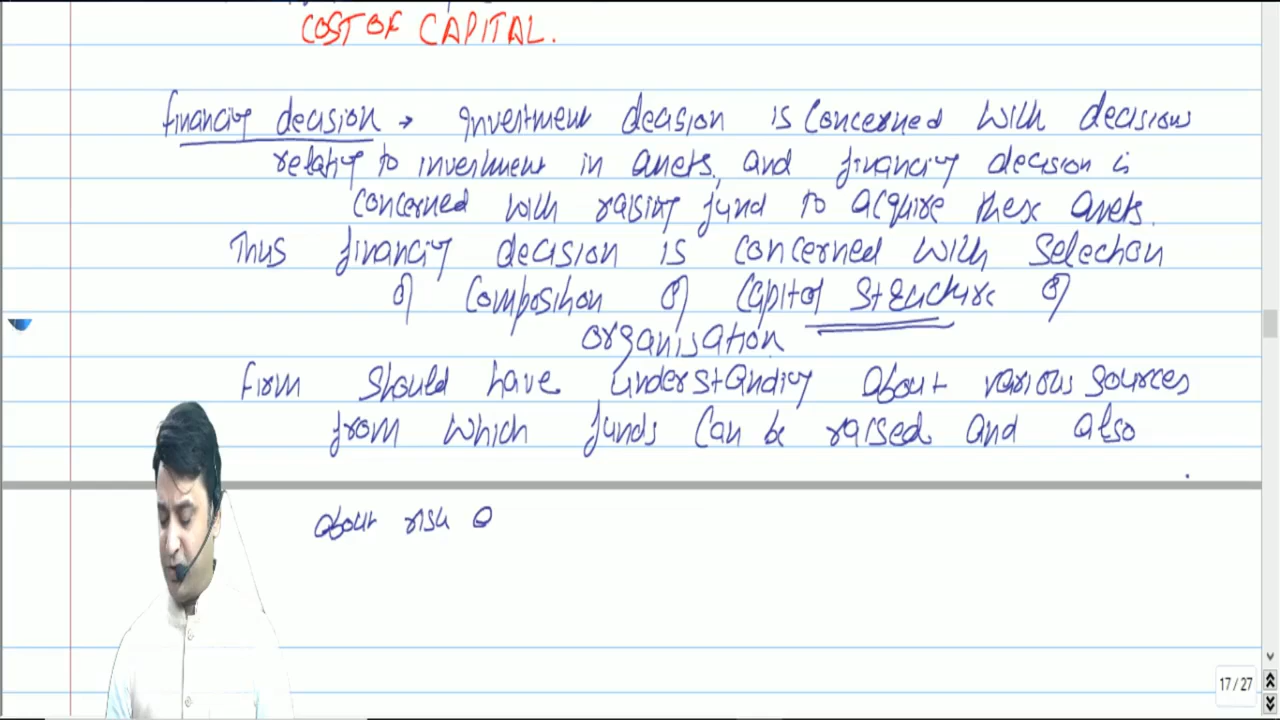 COST OF CAPITAL.
financing decision → Investment decision is concerned with decisions
relating to investment in assets, and financing decision is
concerned with raising fund to acquire these assets.
Thus financing decision is concerned with selection
of composition of capital structure of
organisation
firm should have understanding about various sources
from which funds can be raised and also
about risk
17 / 27